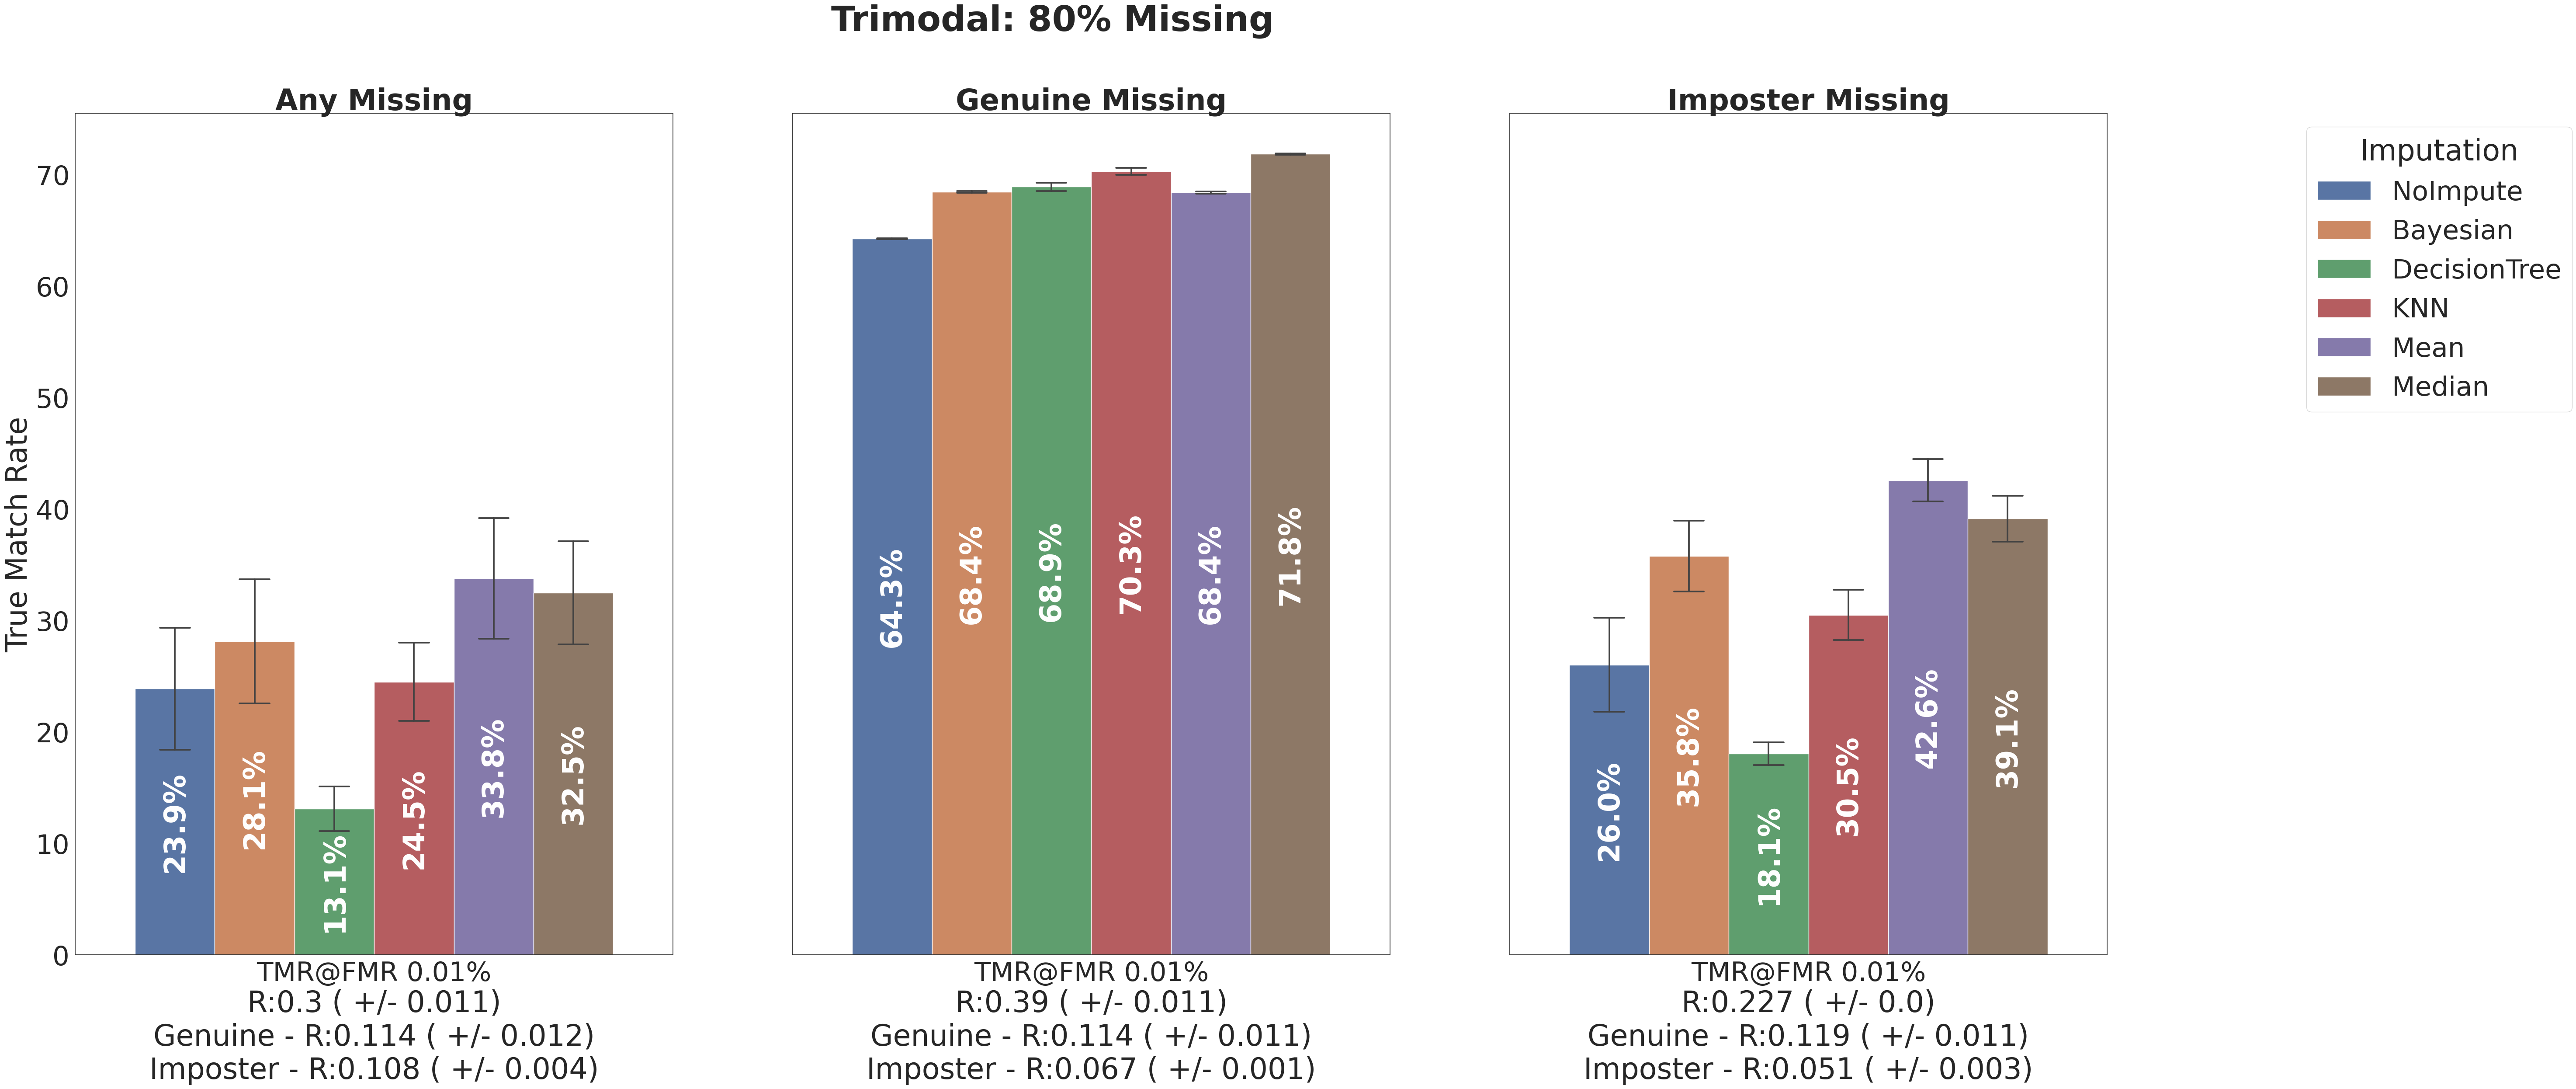 Trimodal: 80% Missing
Any Missing
Genuine Missing
Imposter Missing
True Match Rate
70
60
50
40
30
20
10
0
23.9%
28.1%
13.1%
24.5%
33.8%
32.5%
64.3%
68.4%
68.9%
70.3%
68.4%
71.8%
26.0%
35.8%
18.1%
30.5%
42.6%
39.1%
TMR@FMR 0.01%
R:0.3 ( +/- 0.011)
Genuine - R:0.114 ( +/- 0.012)
Imposter - R:0.108 ( +/- 0.004)
TMR@FMR 0.01%
R:0.39 ( +/- 0.011)
Genuine - R:0.114 ( +/- 0.011)
Imposter - R:0.067 ( +/- 0.001)
TMR@FMR 0.01%
R:0.227 ( +/- 0.0)
Genuine - R:0.119 ( +/- 0.011)
Imposter - R:0.051 ( +/- 0.003)
Imputation
NoImpute
Bayesian
DecisionTree
KNN
Mean
Median